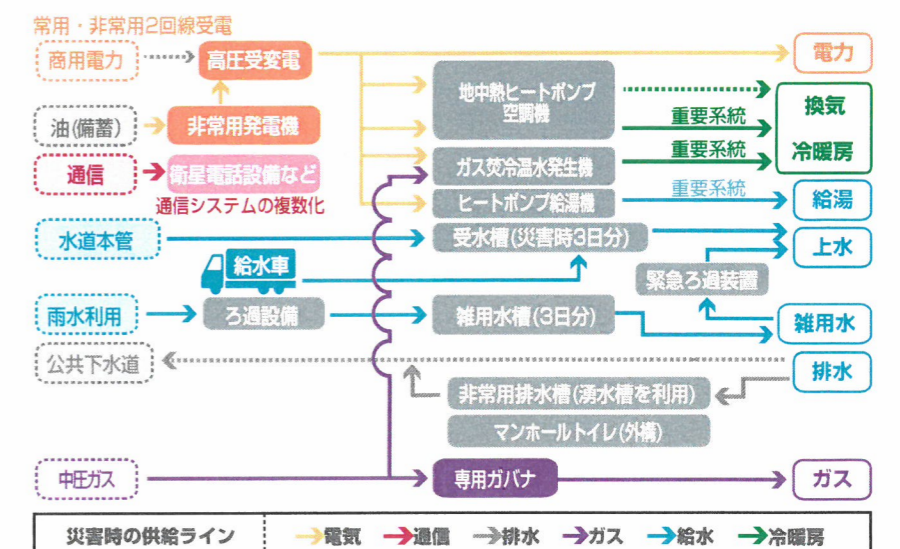 常用・非常用2回線受電
商用電力
高圧受変電
電力
油(備蓄)
非常用発電機
地中熱ヒートポンプ
空調機
重要系統
換気
冷暖房
通信
衛星電話設備など
通信システムの複数化
ガス焚冷温水発生機
重要系統
ヒートポンプ給湯機
重要系統
給湯
水道本管
受水槽(災害時3日分)
上水
給水車
緊急ろ過装置
雨水利用
ろ過設備
雑用水槽(3日分)
雑用水
公共下水道
排水
非常用排水槽(湧水槽を利用)
マンホールトイレ(外構)
中圧ガス
専用ガバナ
ガス
災害時の供給ライン
電気
通信
排水
ガス
給水
冷暖房